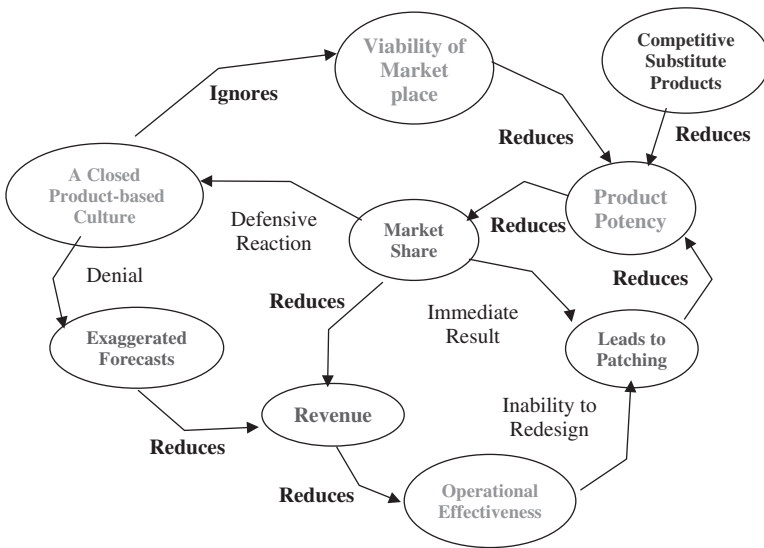 Viability of
Market
place
Competitive
Substitute
Products
Ignores
Reduces
Reduces
A Closed
Product-based
Culture
Product
Potency
Defensive
Reaction
Market
Share
Reduces
Denial
Reduces
Immediate
Result
Reduces
Exaggerated
Forecasts
Leads to
Patching
Revenue
Inability to
Redesign
Reduces
Reduces
Operational
Effectiveness